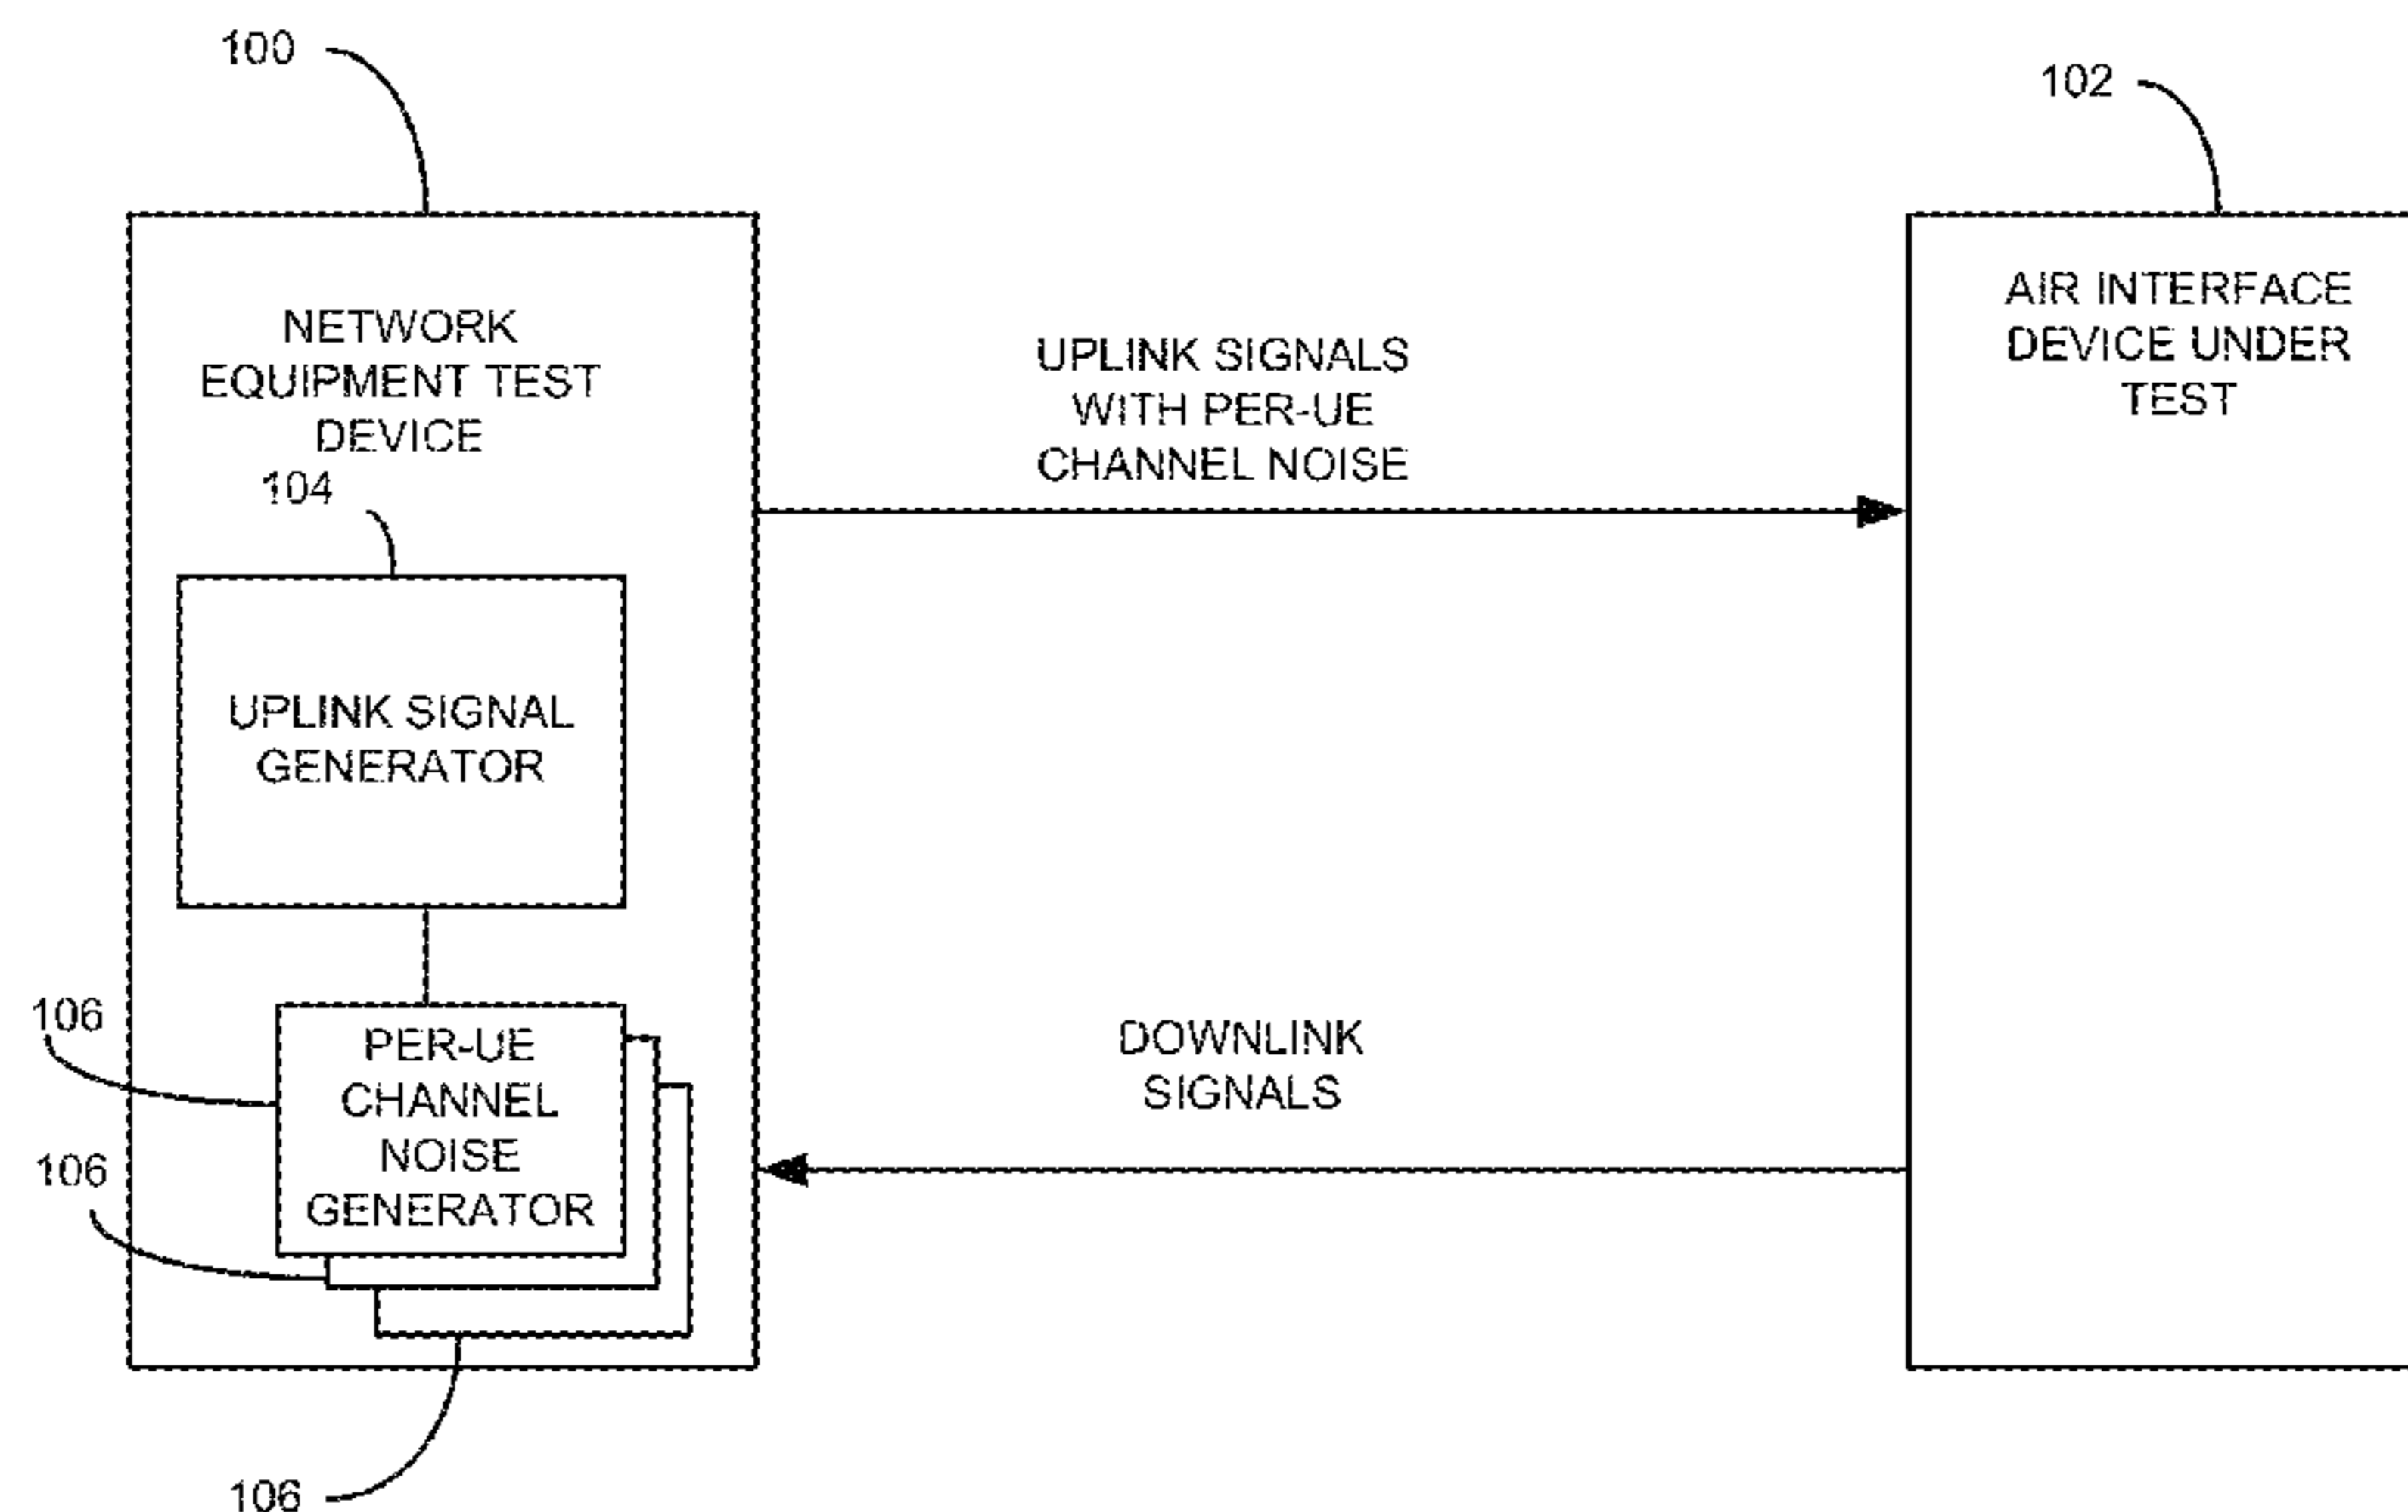 100
102
NETWORK
EQUIPMENT TEST
DEVICE
104
UPLINK SIGNALS
WITH PER-UE
CHANNEL NOISE
AIR INTERFACE
DEVICE UNDER
TEST
UPLINK SIGNAL
GENERATOR
106
PER-UE
CHANNEL
NOISE
GENERATOR
106
DOWNLINK
SIGNALS
106